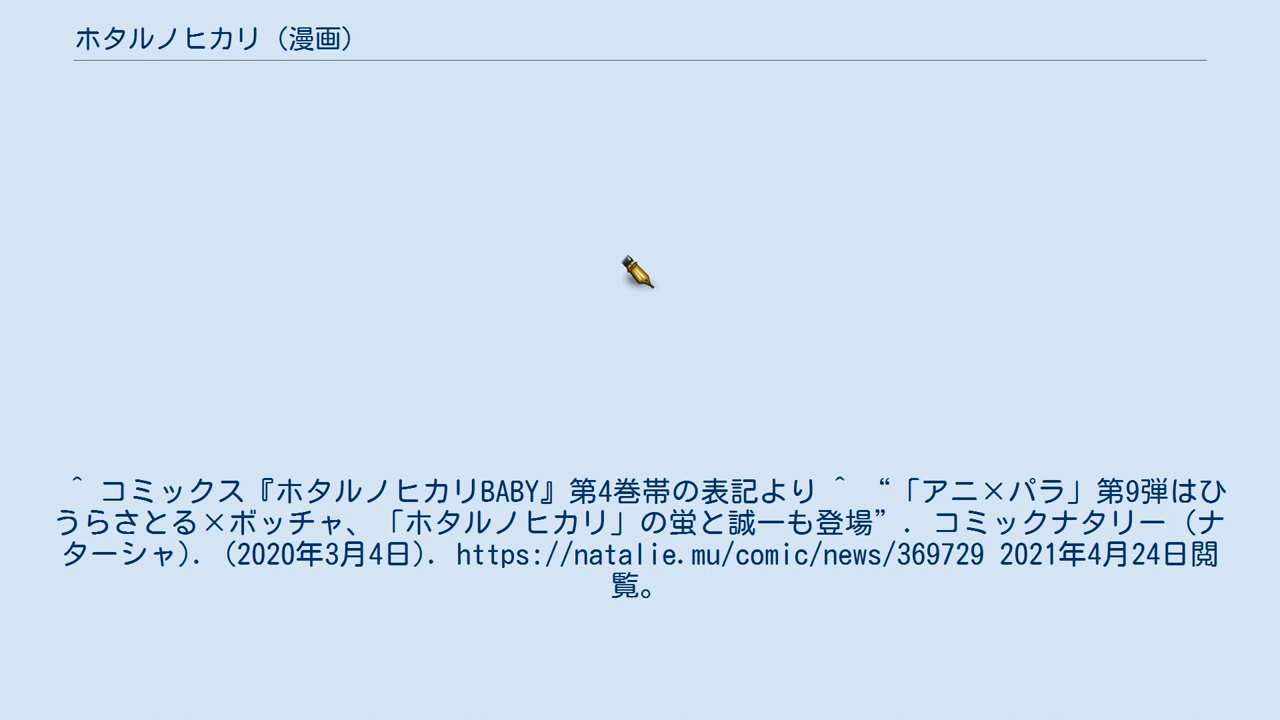 ホタルノヒカリ（漫画）
^ コミックス『ホタルノヒカリBABY』第4巻帯の表記より ^ “「アニ×パラ」第9弾はひ
うらさとる×ボッチャ、「ホタルノヒカリ」の蛍と誠一も登場”. コミックナタリー（ナ
ターシャ）. (2020年3月4日). https://natalie.mu/comic/news/369729 2021年4月24日閲
覧。